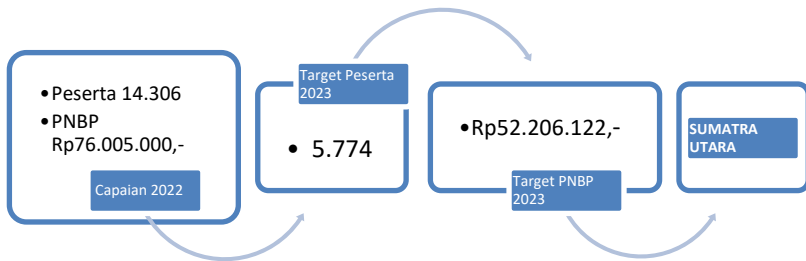 •Peserta 14.306
•PNBP
Rp76.005.000,-
Capaian 2022
Target Peserta
2023
• 5.774
•Rp52.206.122,-
Target PNBP
2023
SUMATRA
UTARA